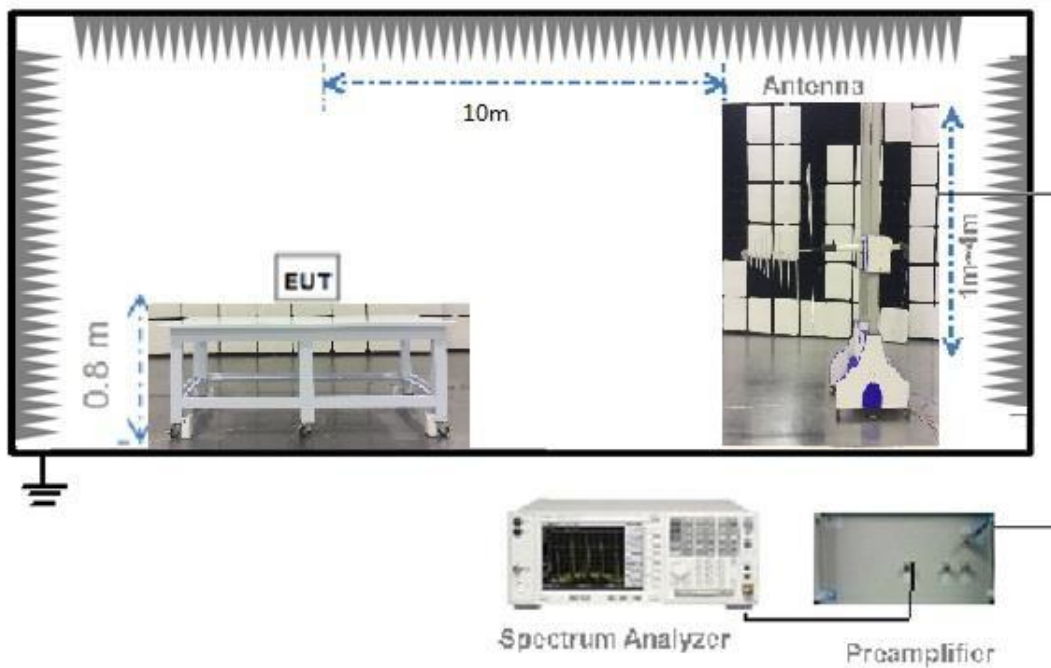 Antenna
10m
1m~4m
EUT
0.8 m
Spectrum Analyzer
Preamplifier